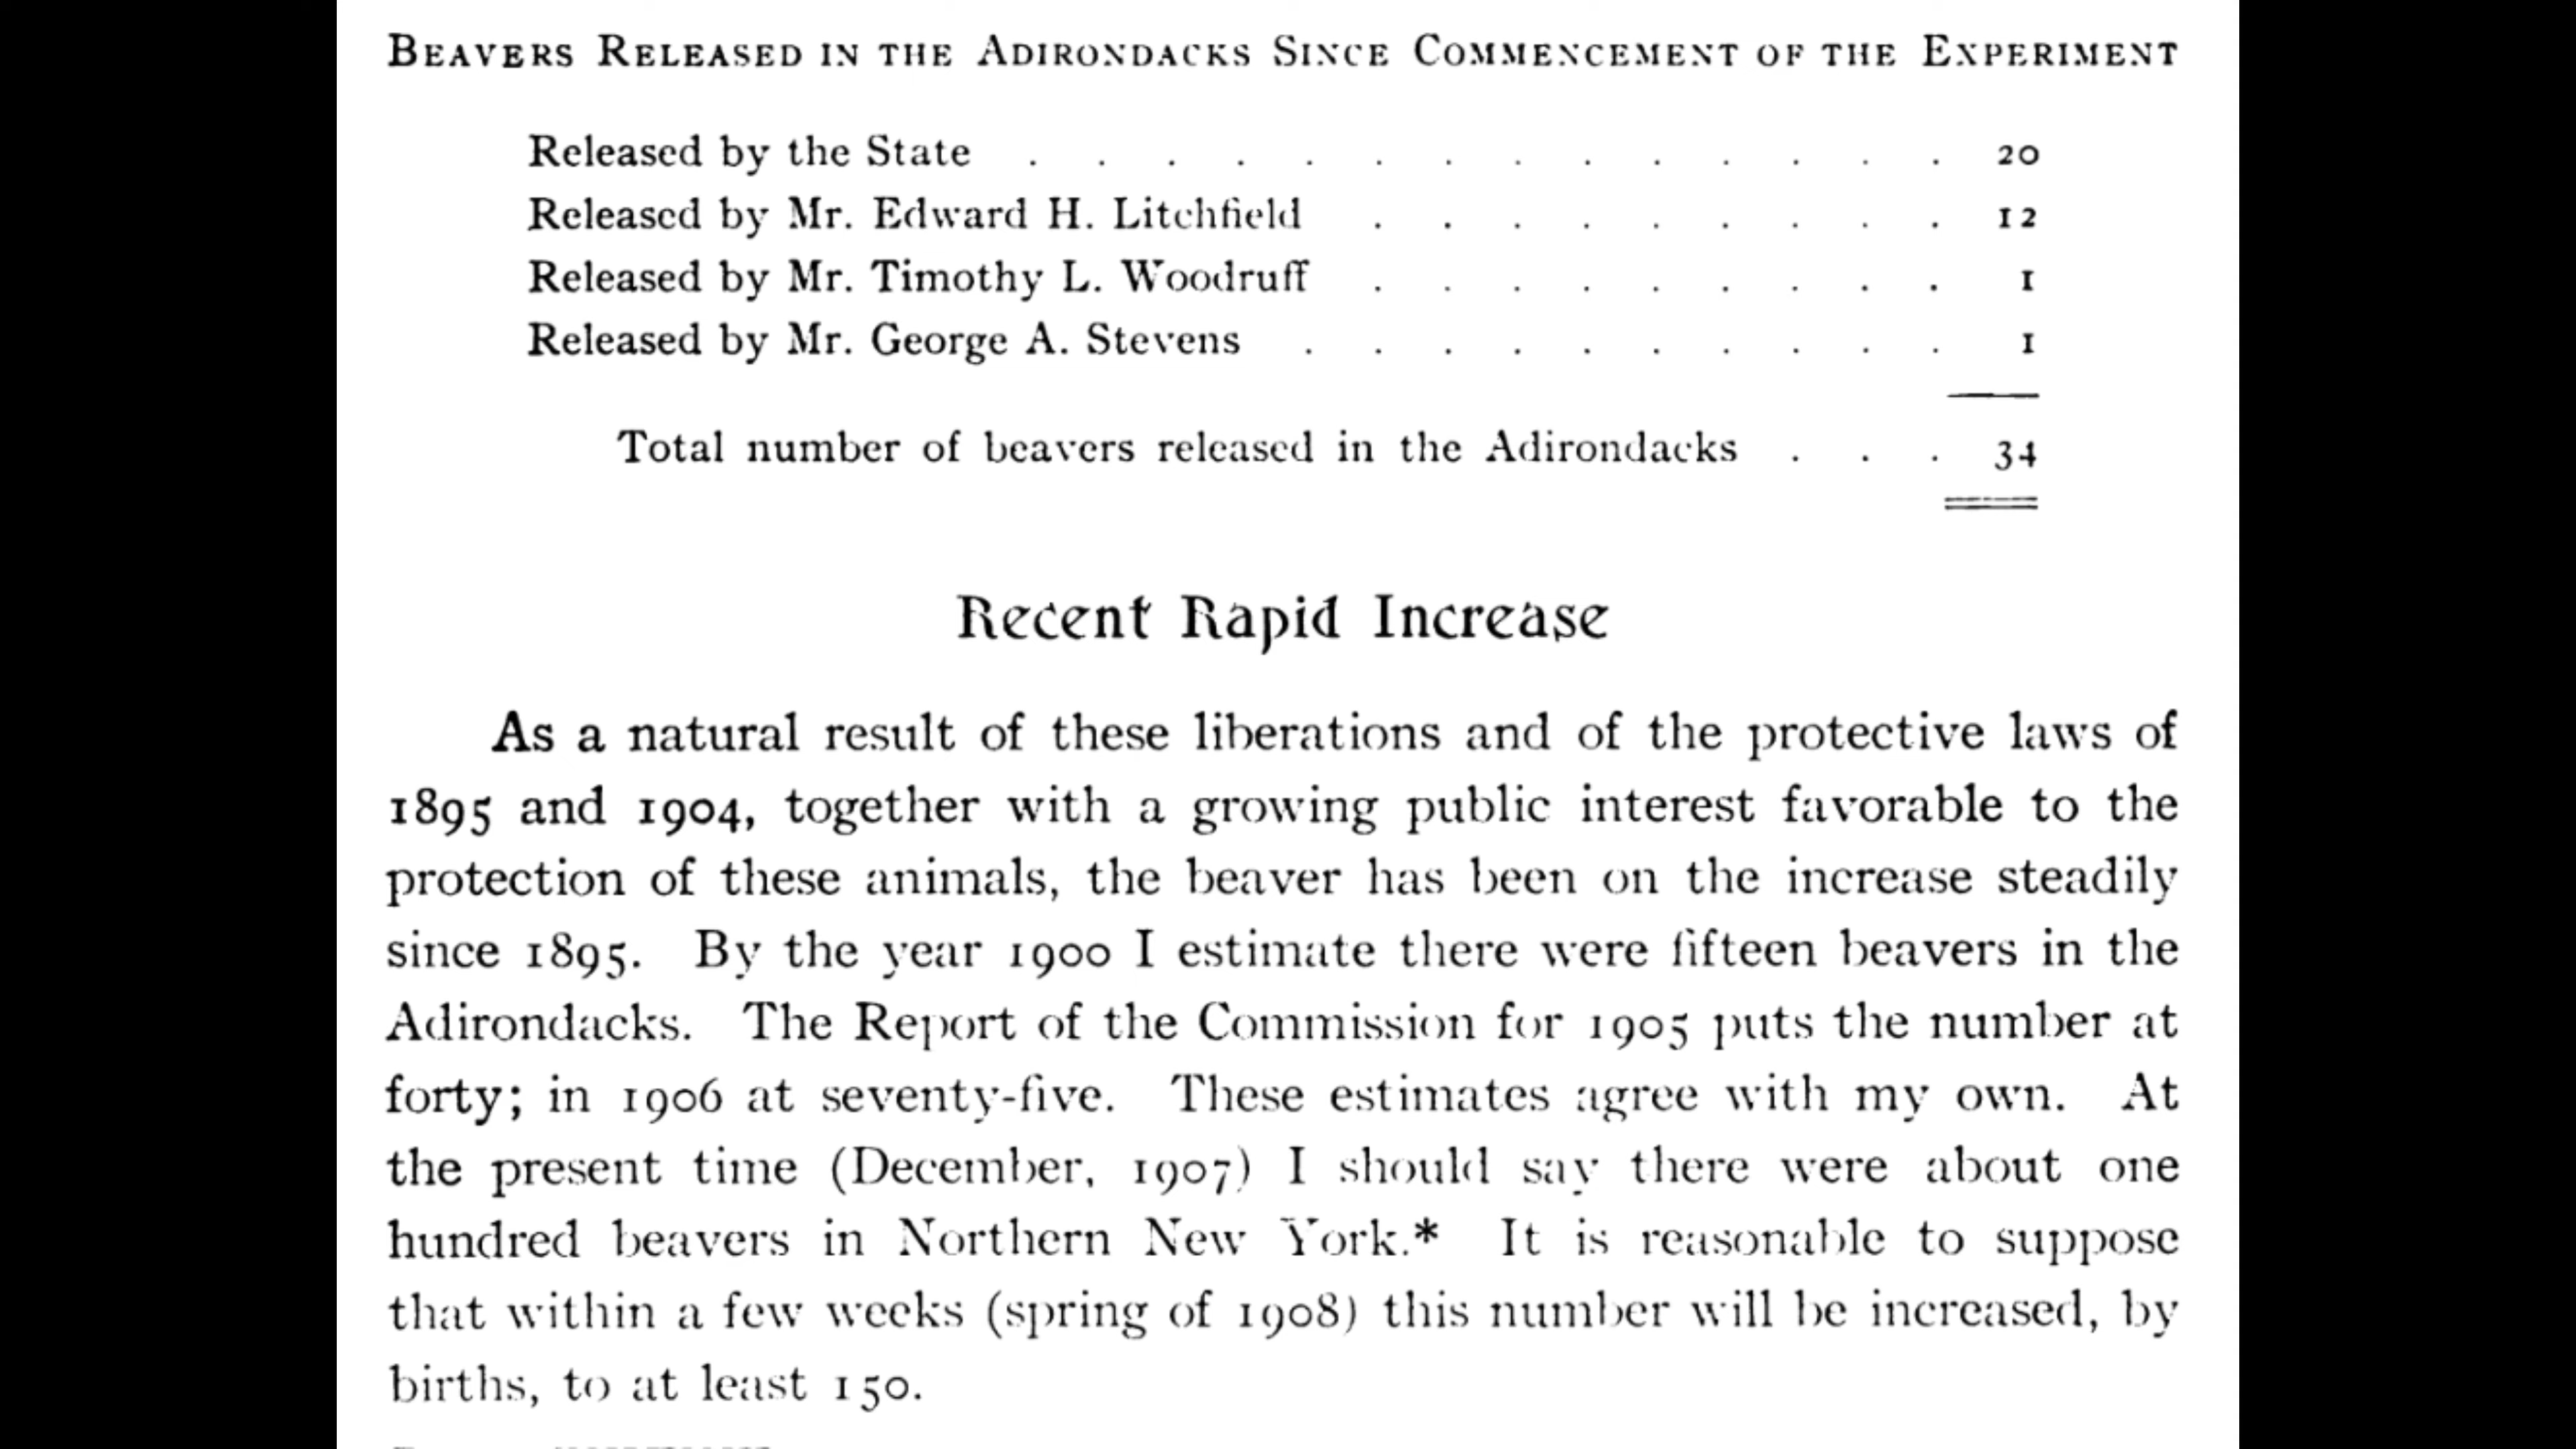 BEAVERS RELEASED IN THE ADIRONDACKS SINCE COMMENCEMENT OF THE EXPERIMENT
Released by the State . . . . . . . . . . . . . . 20
Released by Mr. Edward H. Litchfield . . . . . . . . . 12
Released by Mr. Timothy L. Woodruff . . . . . . . . . 1
Released by Mr. George A. Stevens . . . . . . . . . . 1
Total number of beavers released in the Adirondacks . . . 34
Recent Rapid Increase
As a natural result of these liberations and of the protective laws of
1895 and 1904, together with a growing public interest favorable to the
protection of these animals, the beaver has been on the increase steadily
since 1895. By the year 1900 I estimate there were fifteen beavers in the
Adirondacks. The Report of the Commission for 1905 puts the number at
forty; in 1906 at seventy-five. These estimates agree with my own. At
the present time (December, 1907) I should say there were about one
hundred beavers in Northern New York.* It is reasonable to suppose
that within a few weeks (spring of 1908) this number will be increased, by
births, to at least 150.